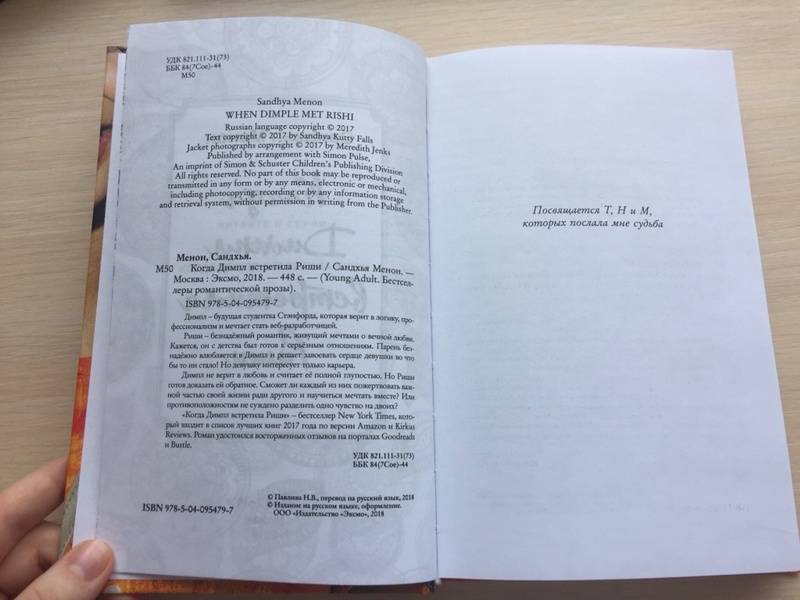 УДК 821.111-31(73)
ББК 84(7Сое)-44
М50
Sandhya Menon
WHEN DIMPLE MET RISHI
Russian language copyright © 2017
Text copyright © 2017 by Sandhya Kutty Falls
Jacket photographs copyright © 2017 by Meredith Jenks
Published by arrangement with Simon Pulse,
An imprint of Simon & Schuster Children's Publishing Division
All rights reserved. No part of this book may be reproduced or
transmitted in any form or by any means, electronic or mechanical,
including photocopying, recording or by any information storage
and retrieval system, without permission in writing from the Publisher.
Менон, Сандхья.
М50 Когда Димпл встретила Риши / Сандхья Менон. —
Москва : Эксмо, 2018. — 448 с. — (Young Adult. Бестсел-
леры романтической прозы).
ISBN 978-5-04-095479-7
Димпл – будущая студентка Стэнфорда, которая верит в логику, про-
фессионализм и мечтает стать веб-разработчицей.
Риши – безнадёжный романтик, живущий мечтами о вечной любви.
Кажется, он с детства был готов к серьёзным отношениям. Парень без-
надёжно влюбляется в Димпл и решает завоевать сердце девушки во что
бы то ни стало! Но девушку интересует только карьера.
Димпл не верит в любовь и считает её полной глупостью. Но Риши
готов доказать ей обратное. Сможет ли каждый из них пожертвовать важ-
ной частью своей жизни ради другого и научиться мечтать вместе? Или
противоположностям не суждено разделить одно чувство на двоих?
«Когда Димпл встретила Риши» – бестселлер New York Times, кото-
рый входит в список лучших книг 2017 года по версии Amazon и Kirkus
Reviews. Роман удостоился восторженных отзывов на порталах Goodreads
и Bustle.
УДК 821.111-31(73)
ББК 84(7Сое)-44
© Павлива Н.В., перевод на русский язык, 2018
© Издание на русском языке, оформление.
ООО «Издательство «Эксмо», 2018
ISBN 978-5-04-095479-7
Посвящается Т, Н и М,
которых послала мне судьба